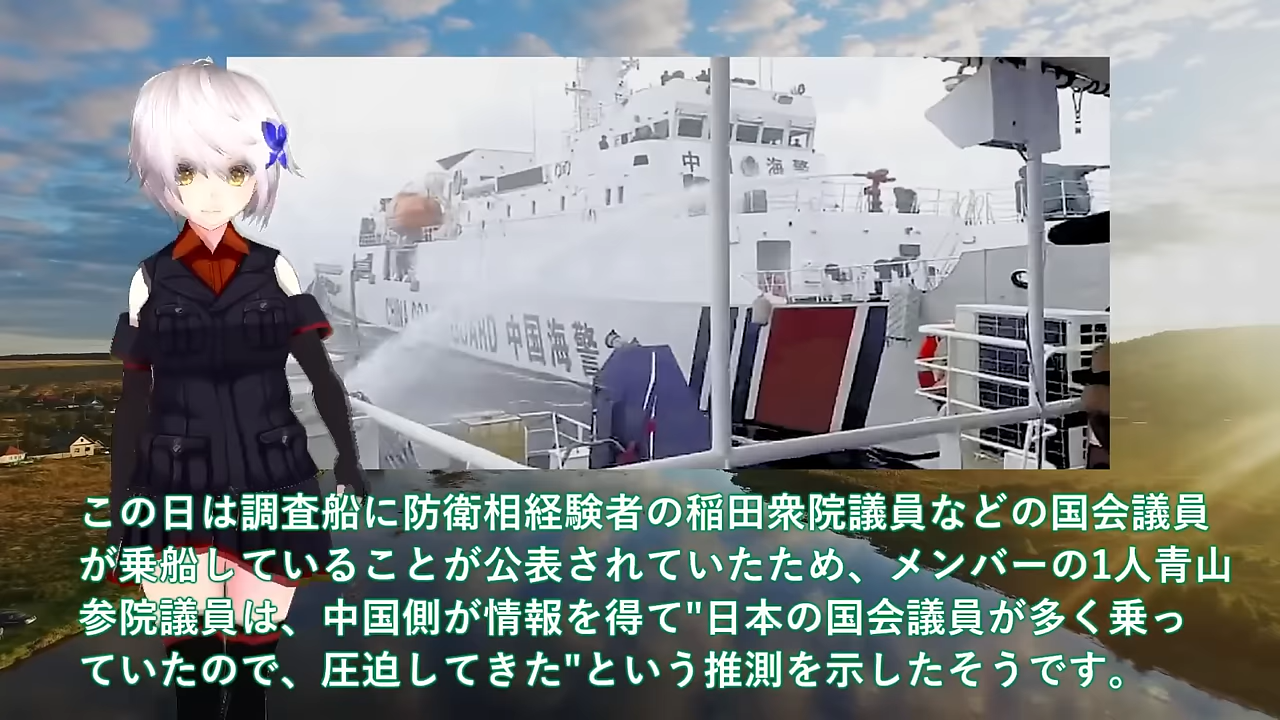 中国海警
CHINA COAST GUARD 中国海警
この日は調査船に防衛相経験者の稲田衆院議員などの国会議員
が乗船していることが公表されていたため、メンバーの1人青山
参院議員は、中国側が情報を得て"日本の国会議員が多く乗っ
ていたので、圧迫してきた"という推測を示したそうです。